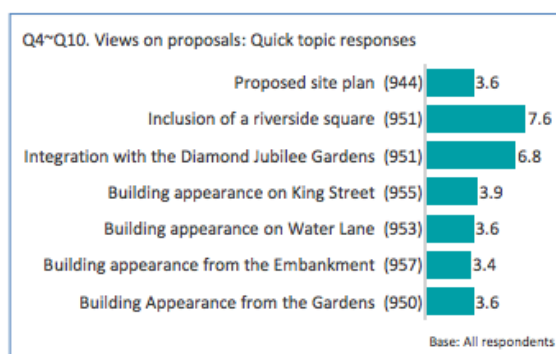 Q4~Q10. Views on proposals: Quick topic responses
Proposed site plan (944) 3.6
Inclusion of a riverside square (951) 7.6
Integration with the Diamond Jubilee Gardens (951) 6.8
Building appearance on King Street (955) 3.9
Building appearance on Water Lane (953) 3.6
Building appearance from the Embankment (957) 3.4
Building Appearance from the Gardens (950) 3.6
Base: All respondents